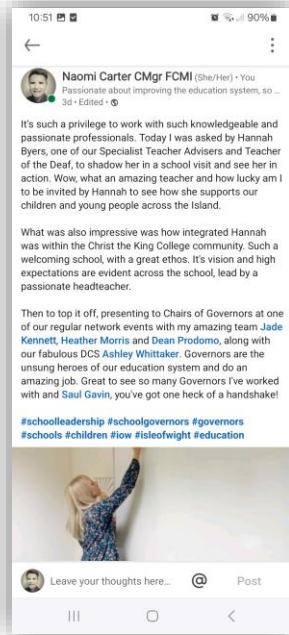 10:51
90%
Naomi Carter CMgr FCMI (She/Her) • You
Passionate about improving the education system, so ...
3d • Edited •
It's such a privilege to work with such knowledgeable and
passionate professionals. Today I was asked by Hannah
Byers, one of our Specialist Teacher Advisers and Teacher
of the Deaf, to shadow her in a school visit and see her in
action. Wow, what an amazing teacher and how lucky am I
to be invited by Hannah to see how she supports our
children and young people across the Island.
What was also impressive was how integrated Hannah
was within the Christ the King College community. Such a
welcoming school, with a great ethos. It's vision and high
expectations are evident across the school, lead by a
passionate headteacher.
Then to top it off, presenting to Chairs of Governors at one
of our regular network events with my amazing team Jade
Kennett, Heather Morris and Dean Prodomo, along with
our fabulous DCS Ashley Whittaker. Governors are the
unsung heroes of our education system and do an
amazing job. Great to see so many Governors I've worked
with and Saul Gavin, you've got one heck of a handshake!
#schoolleadership #schoolgovernors #governors
#schools #children #iow #isleofwight #education
Leave your thoughts here... @ Post